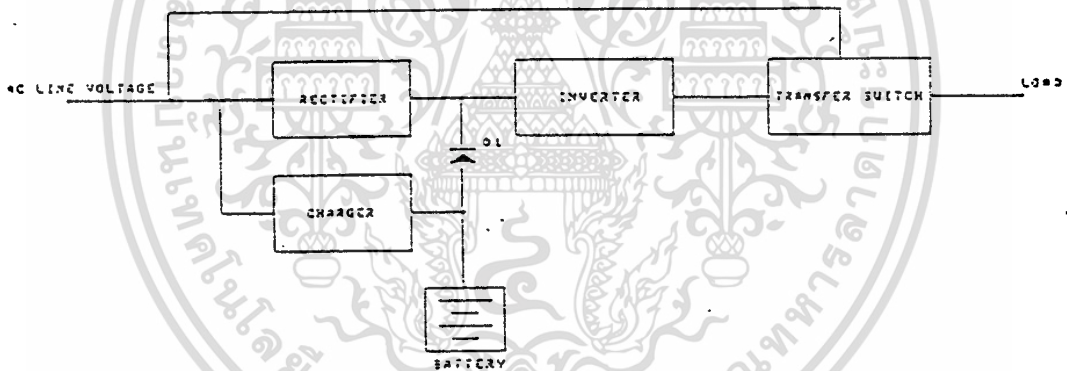 AC LINE VOLTAGE
RECTIFIER
INVERTER
TRANSFER SWITCH
LOAD
D1
CHARGER
BATTERY